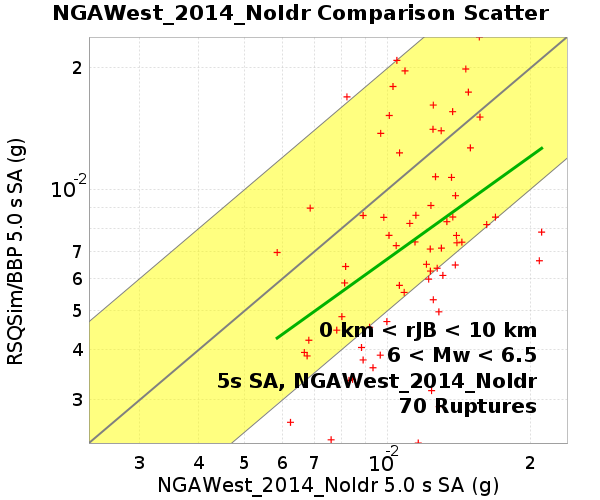 NGAWest_2014_NoIdr Comparison Scatter
RSQSim/BBP 5.0 s SA (g)
2
10-2
7
6
5
4
3
0 km < rJB < 10 km
6 < Mw < 6.5
5s SA, NGAWest_2014_NoIdr
70 Ruptures
3 4 5 6 7 10-2 2
NGAWest_2014_NoIdr 5.0 s SA (g)